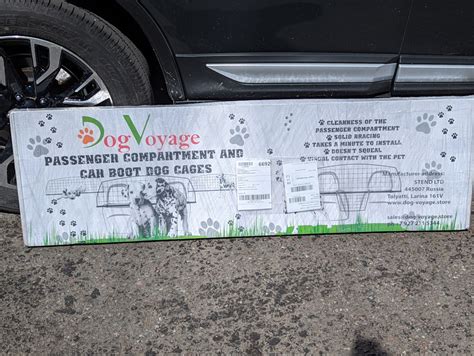 DogVoyage
PASSENGER COMPARTMENT AND
CAH BOOT DOG CAGES
CLEANNESS OF THE
PASSENGER COMPARTMENT
SOLID BRACING
TAKES A MINUTE TO INSTALL
DOESN'T SQUEAL
VISUAL CONTACT WITH THE PET
Manufacturer address:
STEND LTD
445007 Russia
Tolyatti, Larina 161V
www.dog-voyage.store
sales@dog-voyage.store